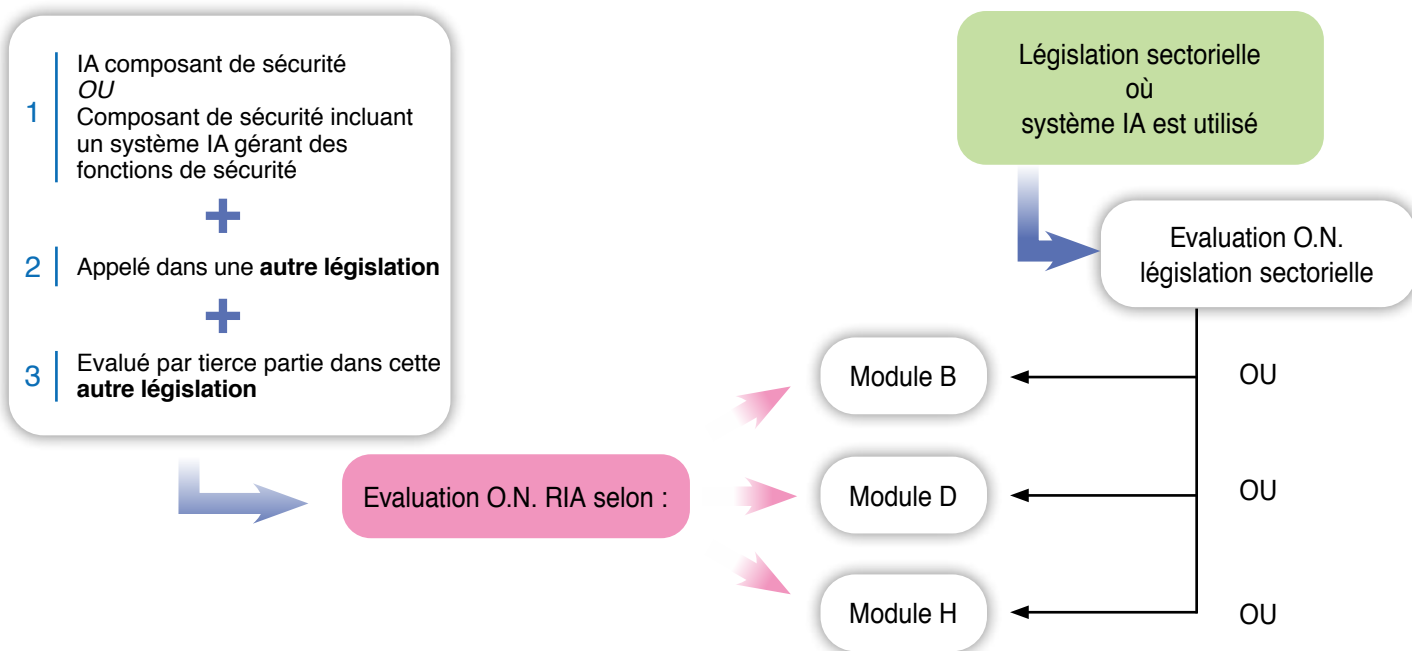 1
IA composant de sécurité
OU
Composant de sécurité incluant
un système IA gérant des
fonctions de sécurité
+
2
Appelé dans une autre législation
+
3
Evalué par tierce partie dans cette
autre législation
Evaluation O.N. RIA selon :
Législation sectorielle
où
système IA est utilisé
Evaluation O.N.
législation sectorielle
Module B
OU
Module D
OU
Module H
OU